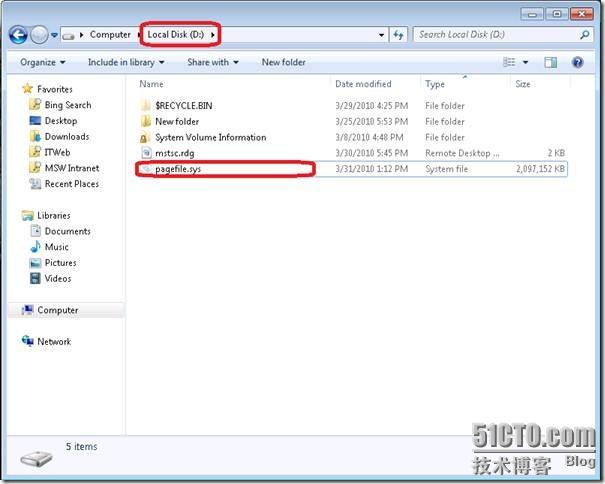 Computer Local Disk (D:)
Search Local Disk (D:)
Organize Include in library Share with New folder
Name Date modified Type Size
Favorites
Bing Search
Desktop
Downloads
ITWeb
MSW Intranet
Recent Places
Libraries
Documents
Music
Pictures
Videos
Computer
Network
$RECYCLE.BIN 3/29/2010 4:25 PM File folder
New folder 3/25/2010 5:53 PM File folder
System Volume Information 3/8/2010 4:48 PM File folder
mstsc.rdg 3/30/2010 5:45 PM Remote Desktop ... 2 KB
pagefile.sys 3/31/2010 1:12 PM System file 2,097,152 KB
5 items
51CTO.com
技术博客 Blog